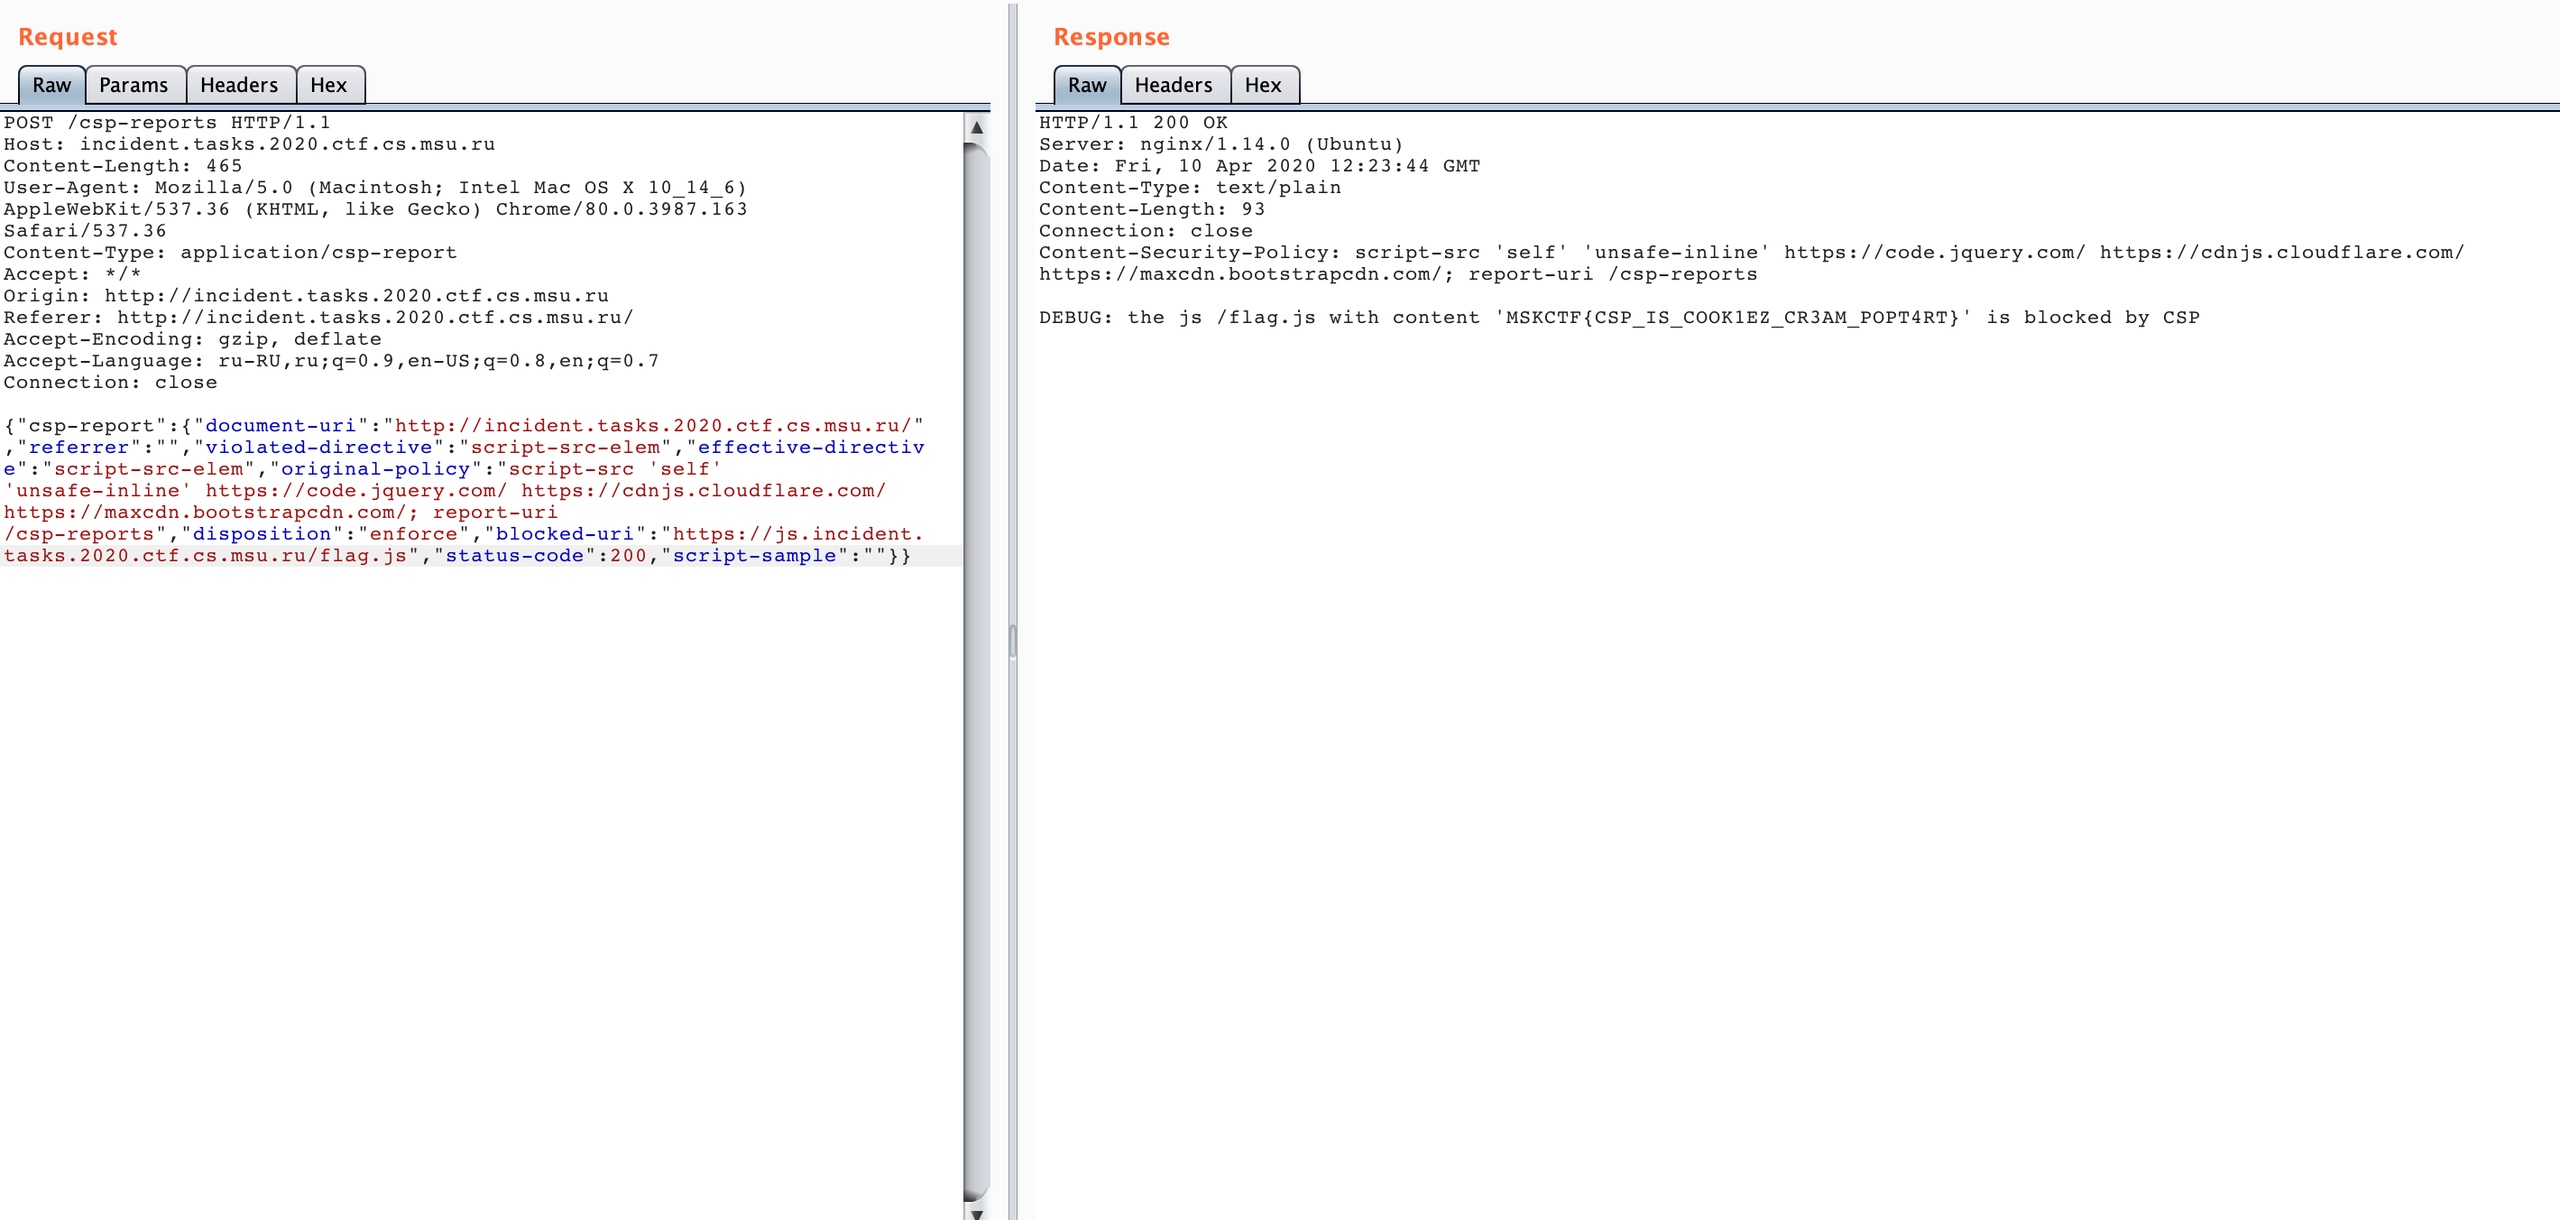 Request
Raw Params Headers Hex
POST /csp-reports HTTP/1.1
Host: incident.tasks.2020.ctf.cs.msu.ru
Content-Length: 465
User-Agent: Mozilla/5.0 (Macintosh; Intel Mac OS X 10_14_6)
AppleWebKit/537.36 (KHTML, like Gecko) Chrome/80.0.3987.163
Safari/537.36
Content-Type: application/csp-report
Accept: */*
Origin: http://incident.tasks.2020.ctf.cs.msu.ru
Referer: http://incident.tasks.2020.ctf.cs.msu.ru/
Accept-Encoding: gzip, deflate
Accept-Language: ru-RU,ru;q=0.9,en-US;q=0.8,en;q=0.7
Connection: close
{"csp-report":{"document-uri":"http://incident.tasks.2020.ctf.cs.msu.ru/"
,"referrer":"","violated-directive":"script-src-elem","effective-directiv
e":"script-src-elem","original-policy":"script-src 'self'
'unsafe-inline' https://code.jquery.com/ https://cdnjs.cloudflare.com/
https://maxcdn.bootstrapcdn.com/; report-uri
/csp-reports","disposition":"enforce","blocked-uri":"https://js.incident.
tasks.2020.ctf.cs.msu.ru/flag.js","status-code":200,"script-sample":""}}
Response
Raw Headers Hex
HTTP/1.1 200 OK
Server: nginx/1.14.0 (Ubuntu)
Date: Fri, 10 Apr 2020 12:23:44 GMT
Content-Type: text/plain
Content-Length: 93
Connection: close
Content-Security-Policy: script-src 'self' 'unsafe-inline' https://code.jquery.com/ https://cdnjs.cloudflare.com/
https://maxcdn.bootstrapcdn.com/; report-uri /csp-reports
DEBUG: the js /flag.js with content 'MSKCTF{CSP_IS_COOK1EZ_CR3AM_POPT4RT}' is blocked by CSP